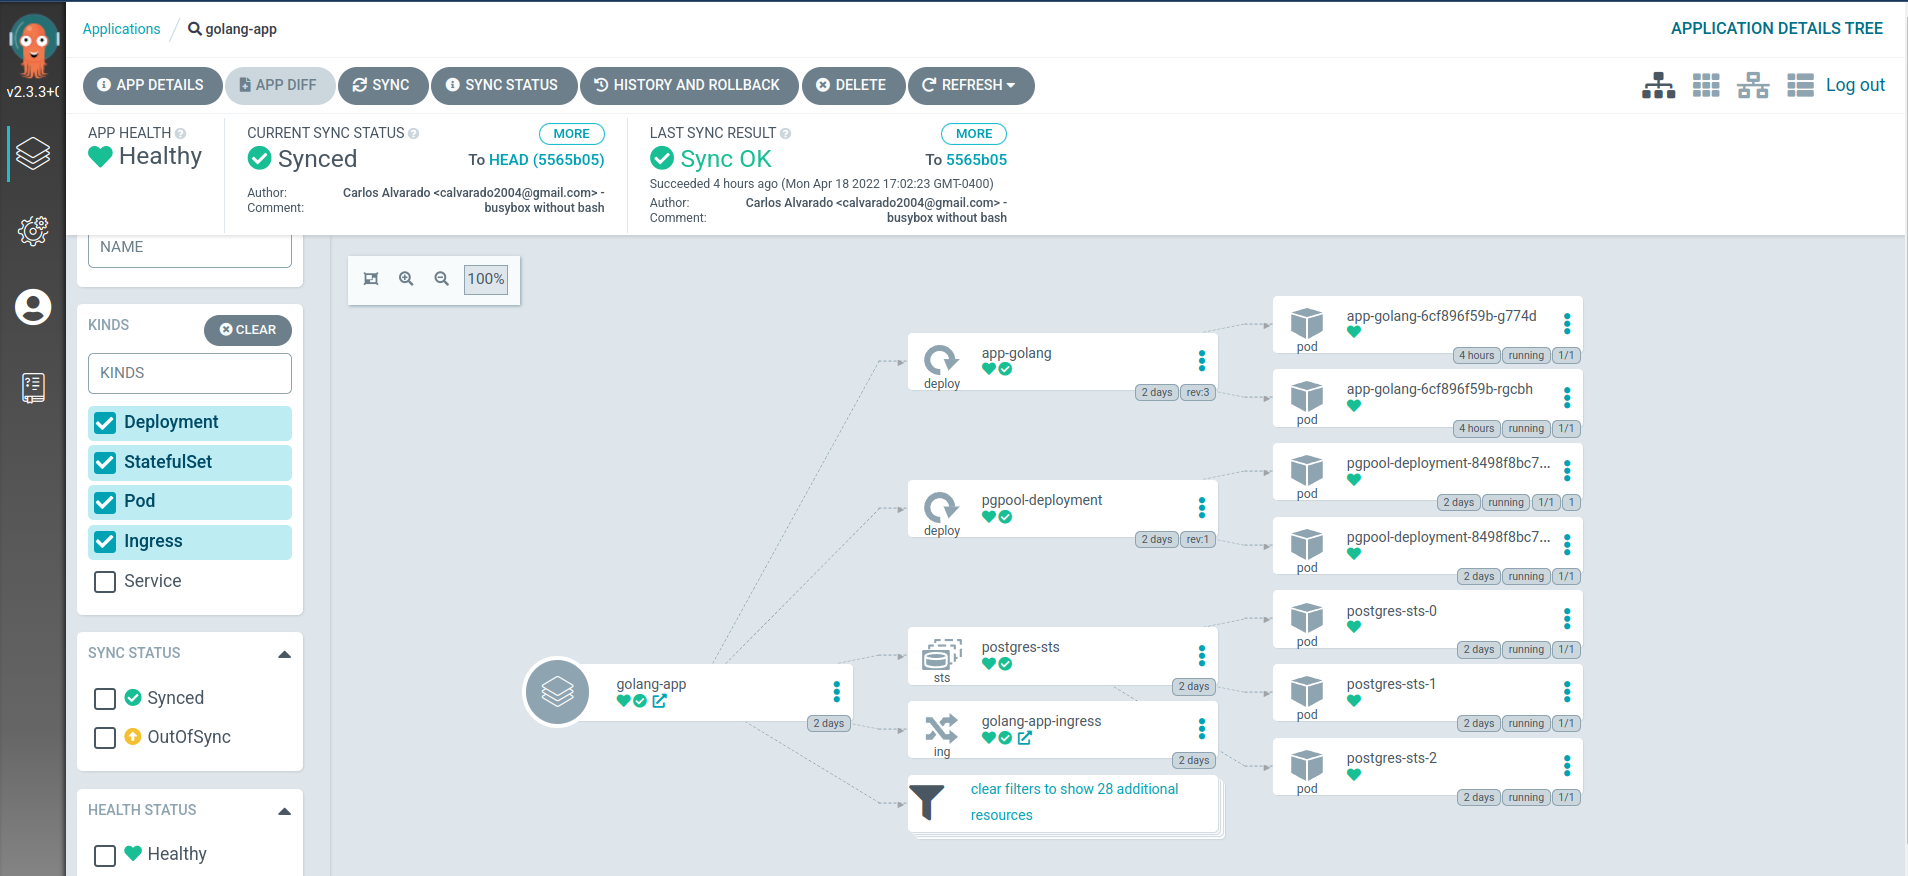 v2.3.3+0
Applications
golang-app
APPLICATION DETAILS TREE
APP DETAILS
APP DIFF
SYNC
SYNC STATUS
HISTORY AND ROLLBACK
DELETE
REFRESH
Log out
APP HEALTH
Healthy
CURRENT SYNC STATUS
MORE
Synced
To HEAD (5565b05)
Author: Carlos Alvarado <calvarado2004@gmail.com> -
Comment: busybox without bash
LAST SYNC RESULT
MORE
Sync OK
To 5565b05
Succeeded 4 hours ago (Mon Apr 18 2022 17:02:23 GMT-0400)
Author: Carlos Alvarado <calvarado2004@gmail.com> -
Comment: busybox without bash
NAME
KINDS
CLEAR
KINDS
Deployment
StatefulSet
Pod
Ingress
Service
SYNC STATUS
Synced
OutOfSync
HEALTH STATUS
Healthy
100%
golang-app
2 days
app-golang
deploy
2 days
rev:3
pgpool-deployment
deploy
2 days
rev:1
postgres-sts
sts
2 days
golang-app-ingress
ing
2 days
clear filters to show 28 additional
resources
app-golang-6cf896f59b-g774d
pod
4 hours
running
1/1
app-golang-6cf896f59b-rgcbh
pod
4 hours
running
1/1
pgpool-deployment-8498f8bc7...
pod
2 days
running
1/1
1
pgpool-deployment-8498f8bc7...
pod
2 days
running
1/1
postgres-sts-0
pod
2 days
running
1/1
postgres-sts-1
pod
2 days
running
1/1
postgres-sts-2
pod
2 days
running
1/1